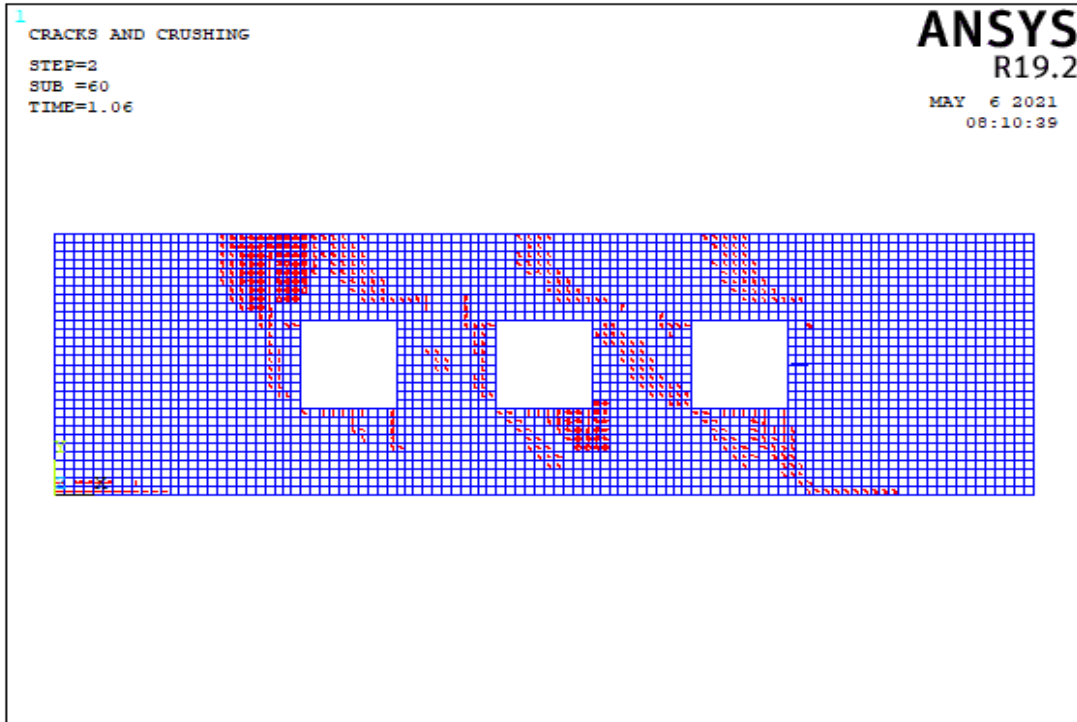 1
CRACKS AND CRUSHING
STEP=2
SUB =60
TIME=1.06
ANSYS
R19.2
MAY  6 2021
08:10:39